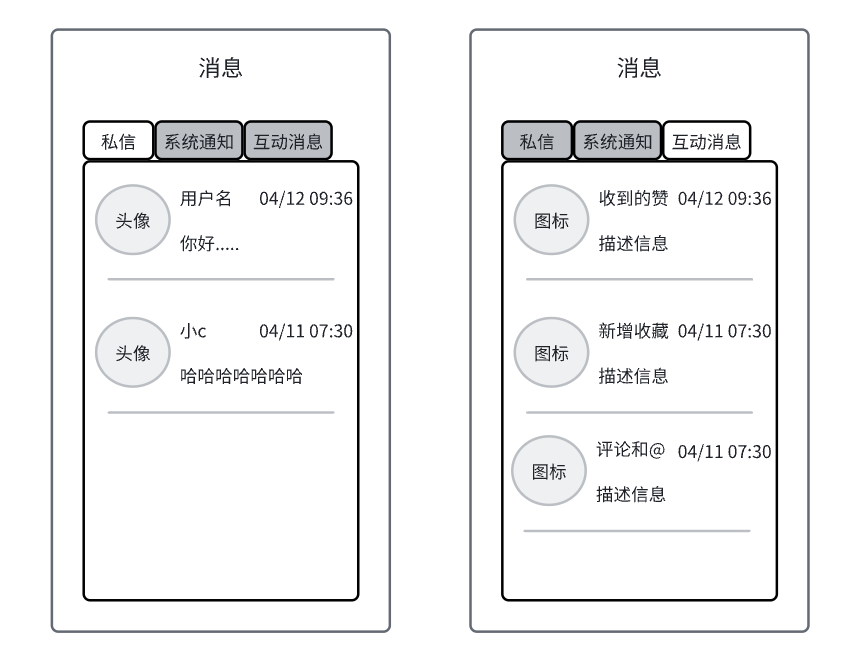 消息
私信 系统通知 互动消息
头像 用户名 04/12 09:36
你好.....
头像 小c 04/11 07:30
哈哈哈哈哈哈哈
消息
私信 系统通知 互动消息
图标 收到的赞 04/12 09:36
描述信息
图标 新增收藏 04/11 07:30
描述信息
图标 评论和@ 04/11 07:30
描述信息